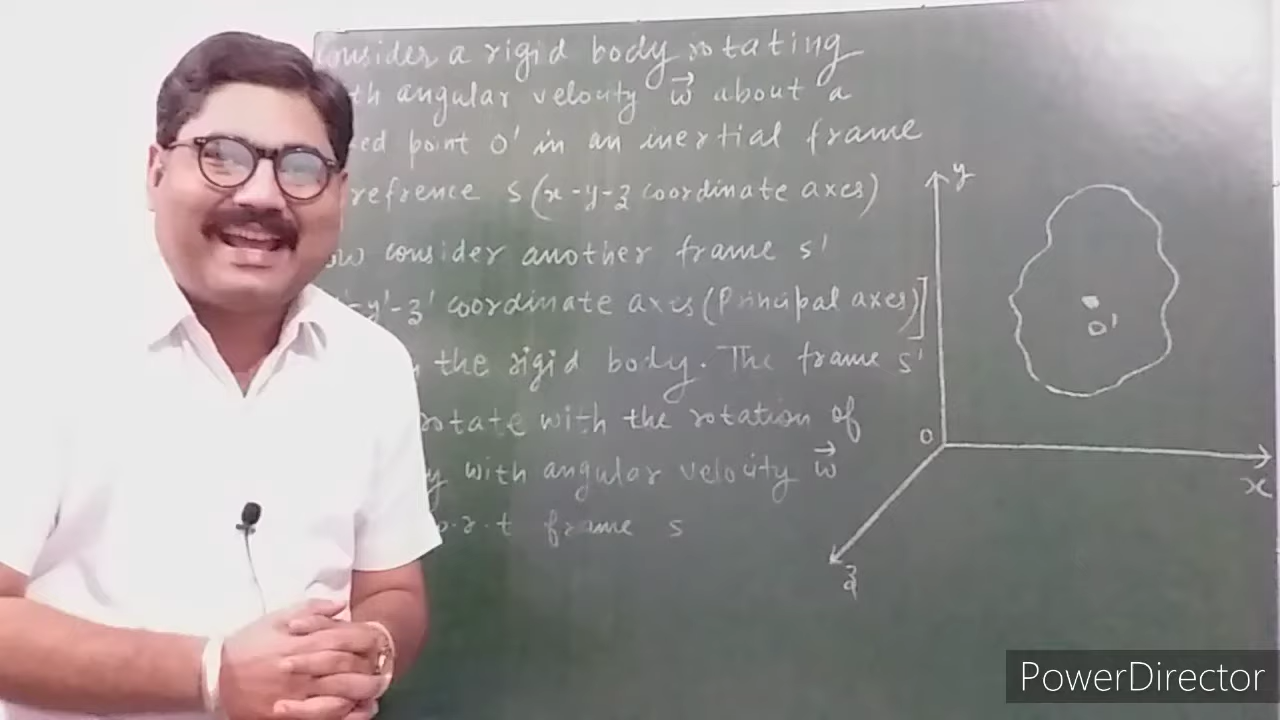 consider a rigid body rotating
th angular velocity w about a
ed point O' in an inertial frame
refrence S (x-y-z coordinate axes)
ow consider another frame S'
'-y'-z' coordinate axes (Principal axes)]
the rigid body. The frame S'
rotate with the rotation of
y with angular velocity w
r.t frame S
y
O'
O
x
z
PowerDirector